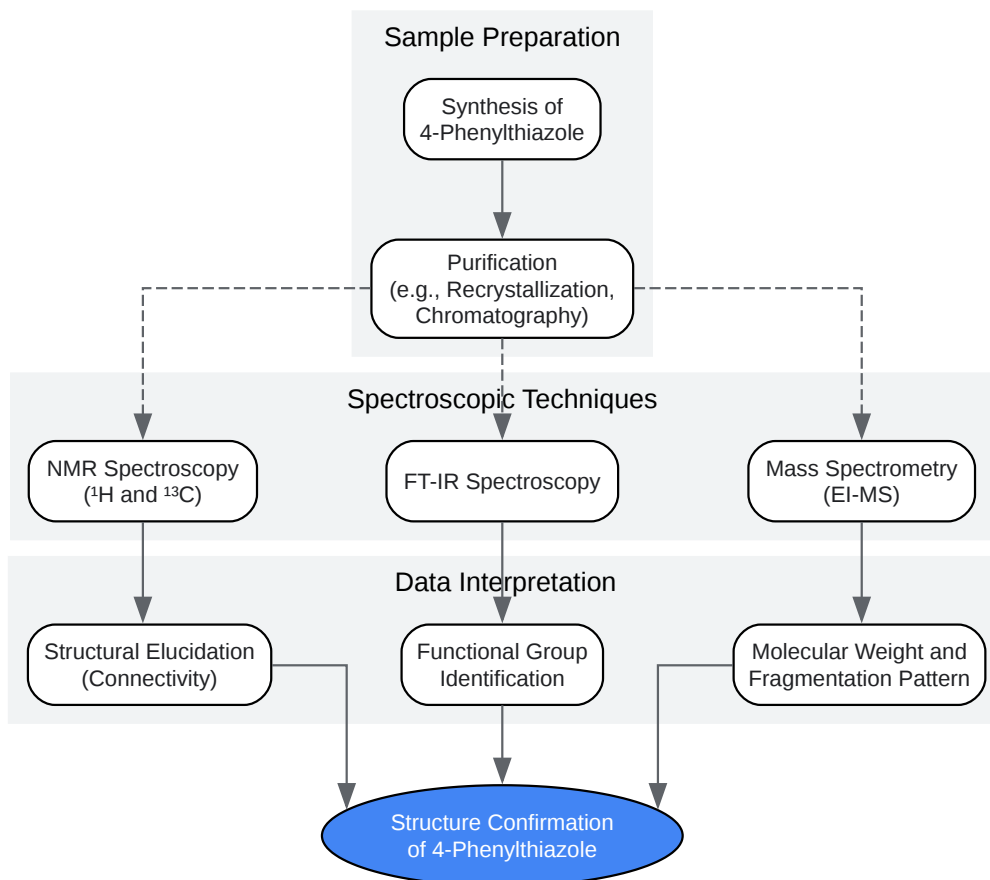 Sample Preparation
Synthesis of
4-Phenylthiazole
Purification
(e.g., Recrystallization,
Chromatography)
Spectroscopic Techniques
NMR Spectroscopy
(¹H and ¹³C)
FT-IR Spectroscopy
Mass Spectrometry
(EI-MS)
Data Interpretation
Structural Elucidation
(Connectivity)
Functional Group
Identification
Molecular Weight and
Fragmentation Pattern
Structure Confirmation
of 4-Phenylthiazole